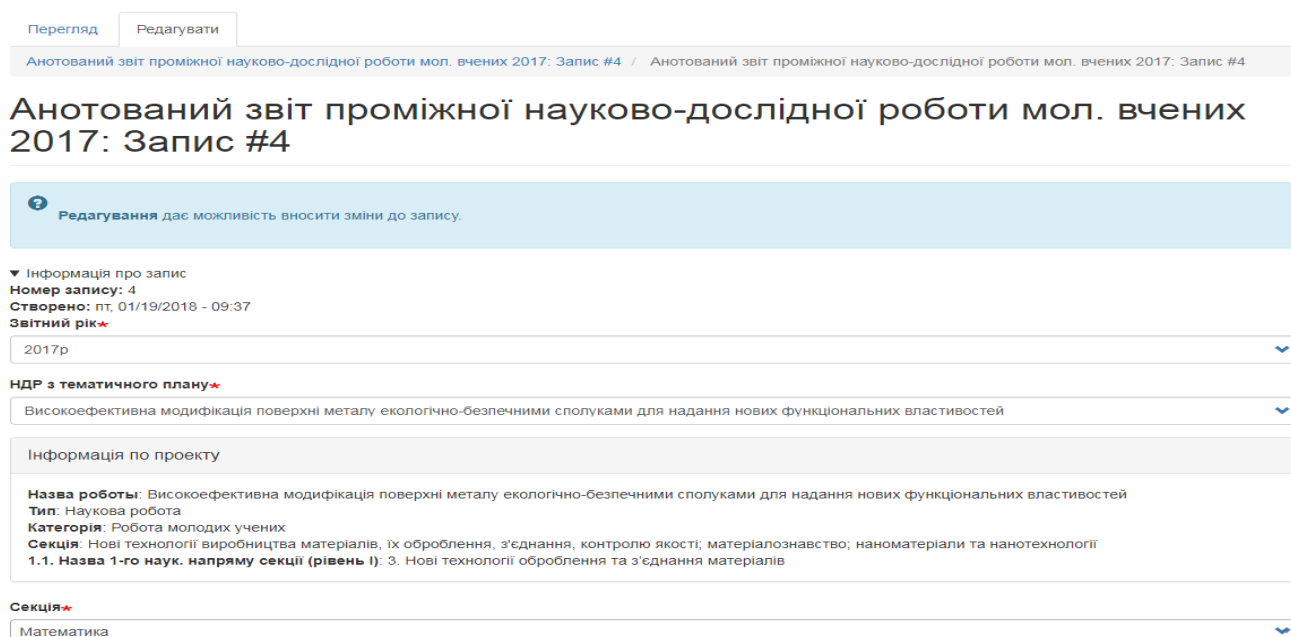 Перегляд Редагувати
Анотований звіт проміжної науково-дослідної роботи мол. вчених 2017: Запис #4 / Анотований звіт проміжної науково-дослідної роботи мол. вчених 2017: Запис #4
Анотований звіт проміжної науково-дослідної роботи мол. вчених
2017: Запис #4
Редагування дає можливість вносити зміни до запису.
▼ Інформація про запис
Номер запису: 4
Створено: пт, 01/19/2018 - 09:37
Звітний рік*
2017р
НДР з тематичного плану*
Високоефективна модифікація поверхні металу екологічно-безпечними сполуками для надання нових функціональних властивостей
Інформація по проекту
Назва роботы: Високоефективна модифікація поверхні металу екологічно-безпечними сполуками для надання нових функціональних властивостей
Тип: Наукова робота
Категорія: Робота молодих учених
Секція: Нові технології виробництва матеріалів, їх оброблення, з'єднання, контролю якості; матеріалознавство; наноматеріали та нанотехнології
1.1. Назва 1-го наук. напряму секції (рівень I): 3. Нові технології оброблення та з'єднання матеріалів
Секція*
Математика